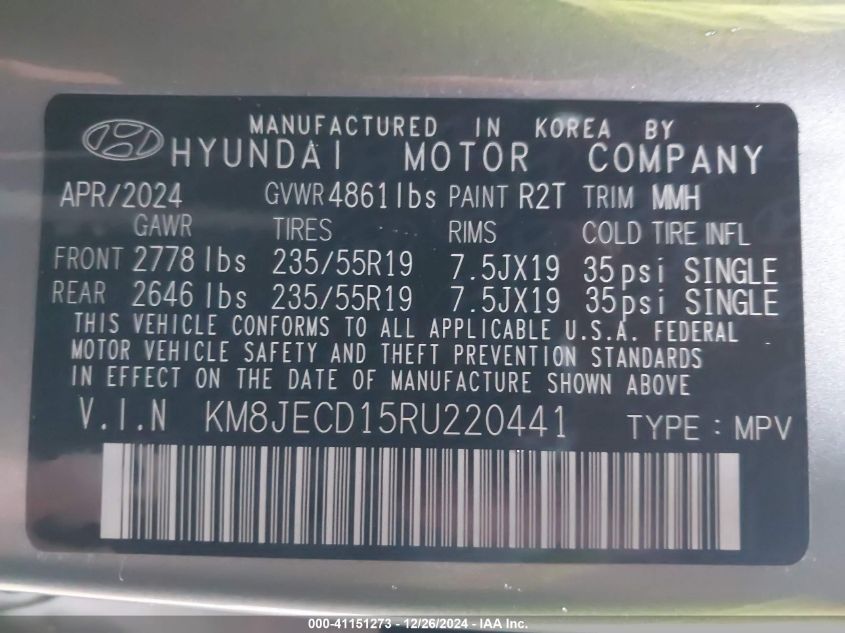 MANUFACTURED IN KOREA BY
HYUNDAI MOTOR COMPANY
APR/2024 GVWR 4861 lbs PAINT R2T TRIM MMH
GAWR TIRES RIMS COLD TIRE INFL
FRONT 2778 lbs 235/55R19 7.5JX19 35psi SINGLE
REAR 2646 lbs 235/55R19 7.5JX19 35psi SINGLE
THIS VEHICLE CONFORMS TO ALL APPLICABLE U.S.A. FEDERAL
MOTOR VEHICLE SAFETY AND THEFT PREVENTION STANDARDS
IN EFFECT ON THE DATE OF MANUFACTURE SHOWN ABOVE
V.I.N KM8JECD15RU220441 TYPE : MPV
000-41151273 - 12/26/2024 - IAA Inc.